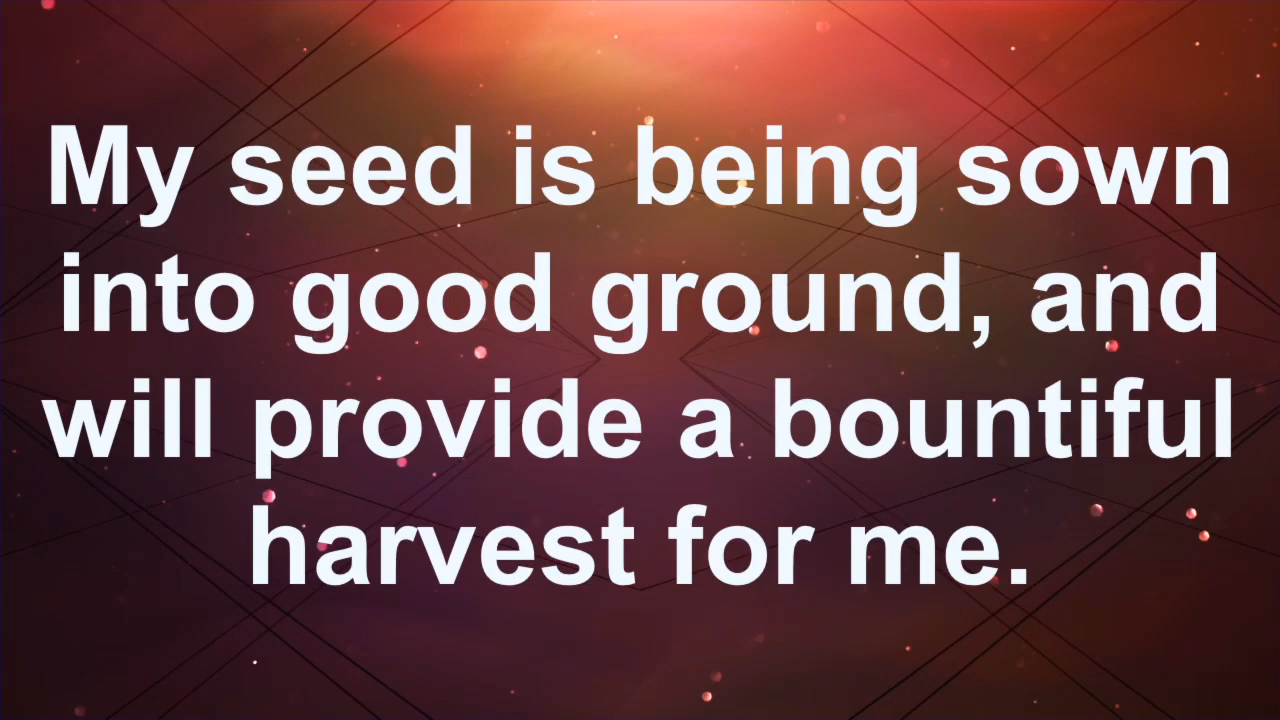 My seed is being sown
into good ground, and
will provide a bountiful
harvest for me.